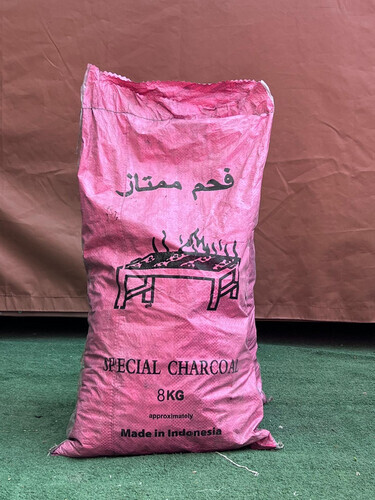 فحم ممتاز
SPECIAL CHARCOAL
8KG
approximately
Made in Indonesia